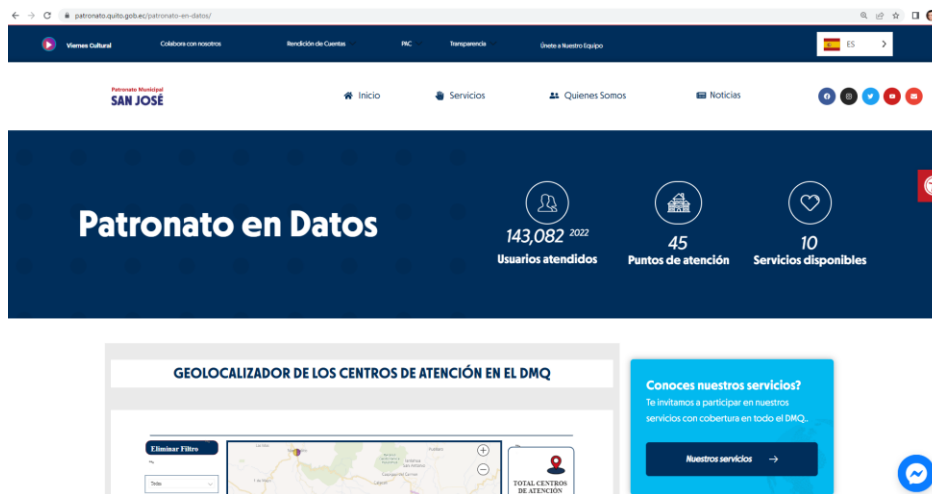 patronato.quito.gob.ec/patronato-en-datos/
Viernes Cultural
Colabora con nosotros
Rendición de Cuentas
PAC
Transparencia
Únete a Nuestro Equipo
ES
Patronato Municipal
SAN JOSÉ
Inicio
Servicios
Quienes Somos
Noticias
Patronato en Datos
143,082 2022
Usuarios atendidos
45
Puntos de atención
10
Servicios disponibles
GEOLOCALIZADOR DE LOS CENTROS DE ATENCIÓN EN EL DMQ
Eliminar Filtro
Todas
TOTAL CENTROS
DE ATENCIÓN
Conoces nuestros servicios?
Te invitamos a participar en nuestros
servicios con cobertura en todo el DMQ..
Nuestros servicios